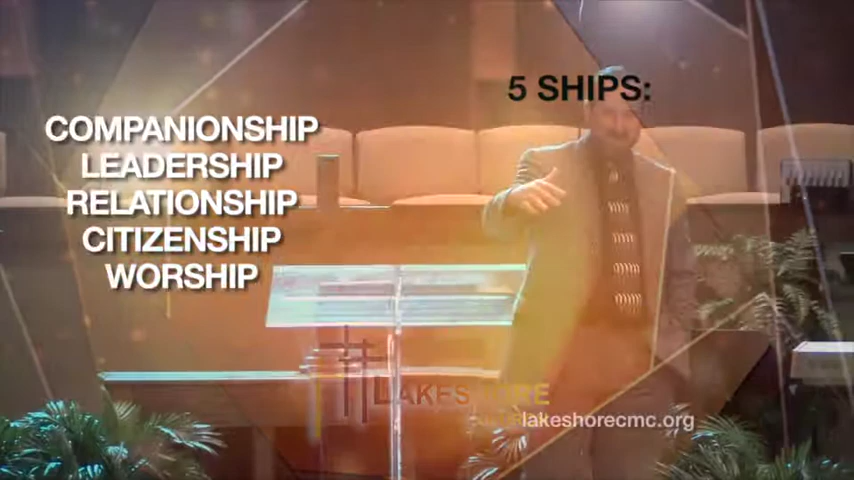 5 SHIPS:
COMPANIONSHIP
LEADERSHIP
RELATIONSHIP
CITIZENSHIP
WORSHIP
LAKESHORE
lakeshorecmc.org